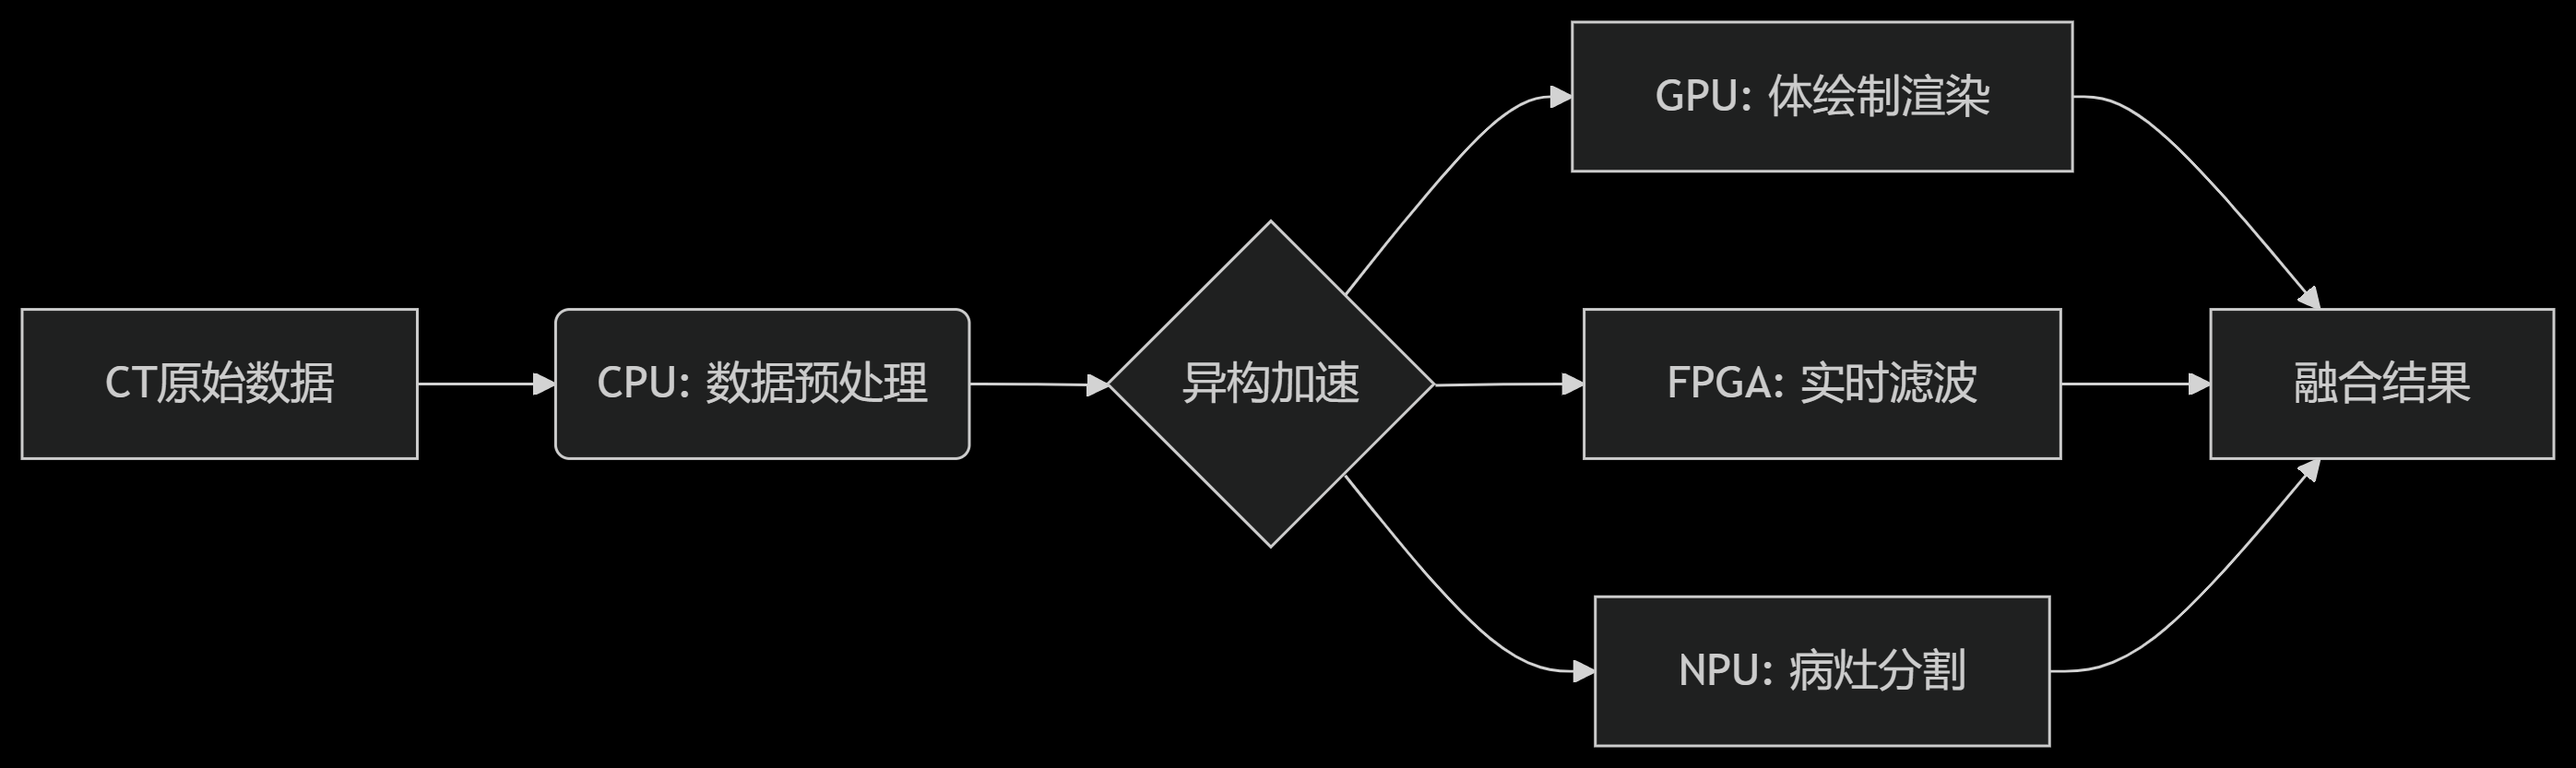 CT原始数据
CPU: 数据预处理
异构加速
GPU: 体绘制渲染
FPGA: 实时滤波
NPU: 病灶分割
融合结果